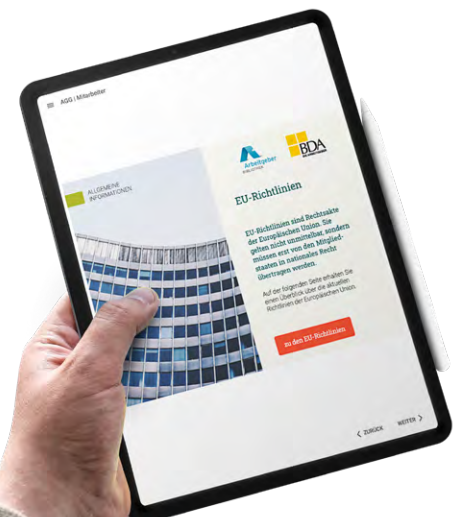 AGG | Mitarbeiter
ALLGEMEINE
INFORMATIONEN
Arbeitgeber
BIBLIOTHEK
BDA
EU-Richtlinien
EU-Richtlinien sind Rechtsakte
der Europäischen Union. Sie
gelten nicht unmittelbar, sondern
müssen erst von den Mitglied-
staaten in nationales Recht
übertragen werden.
Auf der folgenden Seite erhalten Sie
einen Überblick über die aktuellen
Richtlinien der Europäischen Union.
zu den EU-Richtlinien
ZURÜCK
WEITER